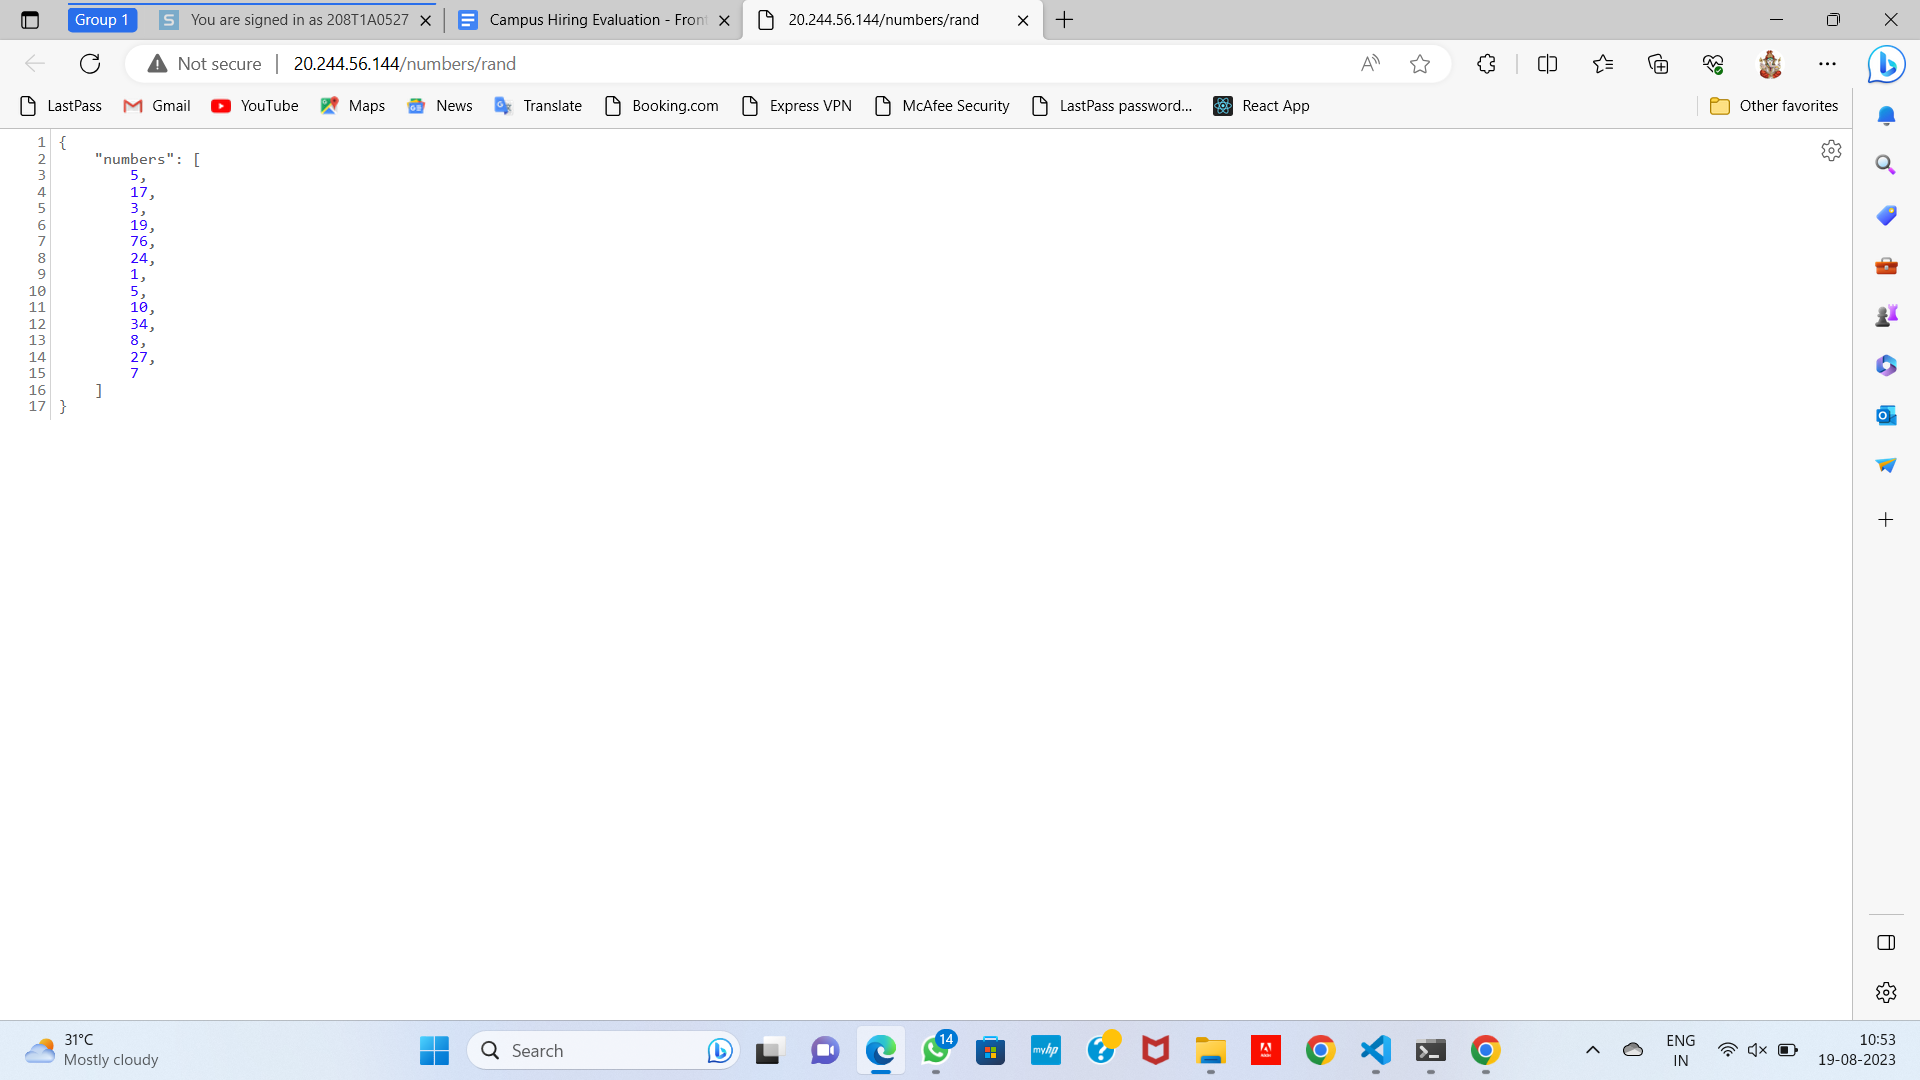 Group 1
You are signed in as 208T1A0527
Campus Hiring Evaluation - Front
20.244.56.144/numbers/rand
Not secure
20.244.56.144/numbers/rand
LastPass
Gmail
YouTube
Maps
News
Translate
Booking.com
Express VPN
McAfee Security
LastPass password...
React App
Other favorites
1 {
2 "numbers": [
3 5,
4 17,
5 3,
6 19,
7 76,
8 24,
9 1,
10 5,
11 10,
12 34,
13 8,
14 27,
15 7
16 ]
17 }
31°C
Mostly cloudy
Search
14
myhp
ENG
IN
10:53
19-08-2023